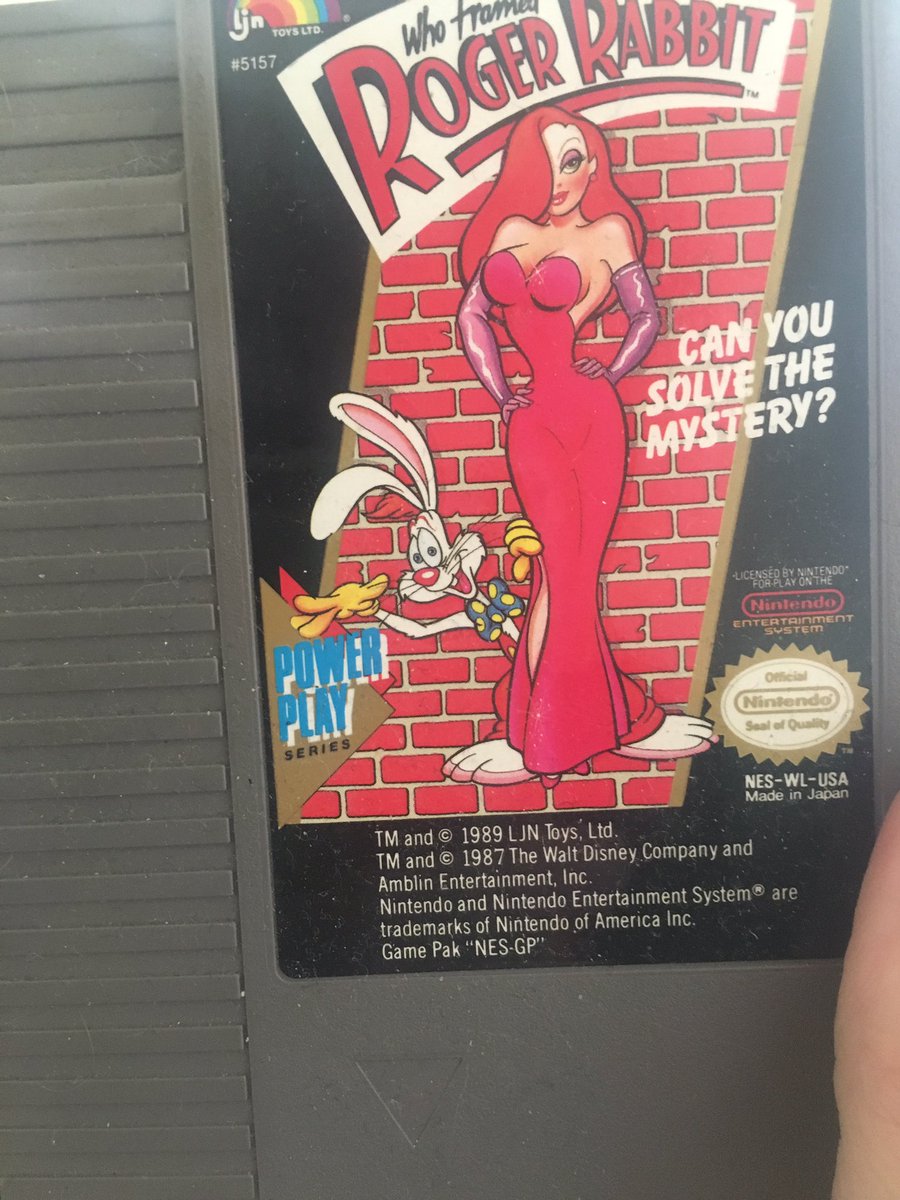 LJN
TOYS LTD. ®
#5157
Who Framed
ROGER RABBIT
TM
CAN YOU
SOLVE THE
MYSTERY?
POWER
PLAY
SERIES
"LICENSED BY NINTENDO®
FOR PLAY ON THE
Nintendo
ENTERTAINMENT
SYSTEM
Official
Nintendo®
Seal of Quality
TM
NES-WL-USA
Made in Japan
TM and © 1989 LJN Toys, Ltd.
TM and © 1987 The Walt Disney Company and
Amblin Entertainment, Inc.
Nintendo and Nintendo Entertainment System® are
trademarks of Nintendo of America Inc.
Game Pak "NES-GP"